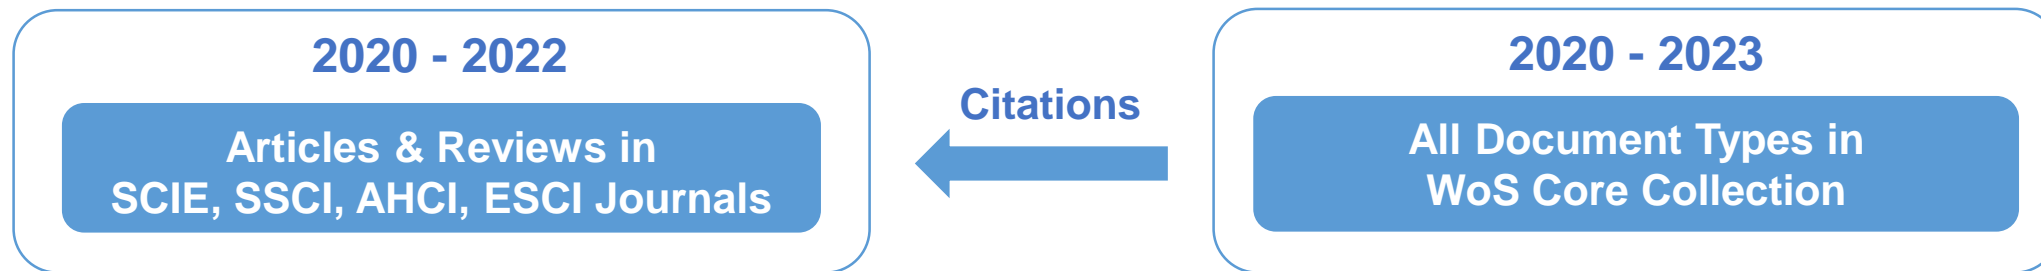 2020 - 2022
Articles & Reviews in
SCIE, SSCI, AHCI, ESCI Journals
Citations
2020 - 2023
All Document Types in
WoS Core Collection